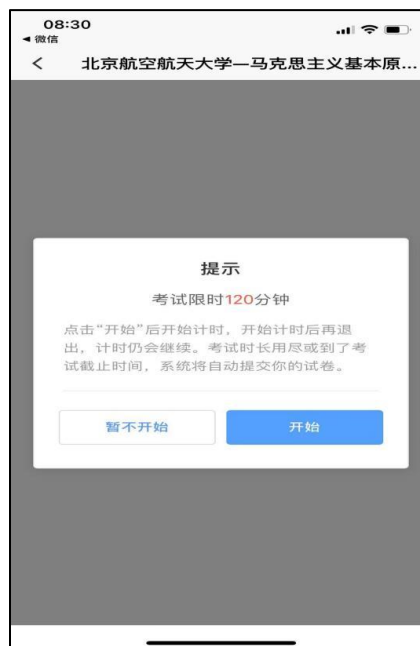 08:30
◀ 微信
北京航空航天大学—马克思主义基本原...
提示
考试限时120分钟
点击“开始”后开始计时，开始计时后再退
出，计时仍会继续。考试时长用尽或到了考
试截止时间，系统将自动提交你的试卷。
暂不开始
开始